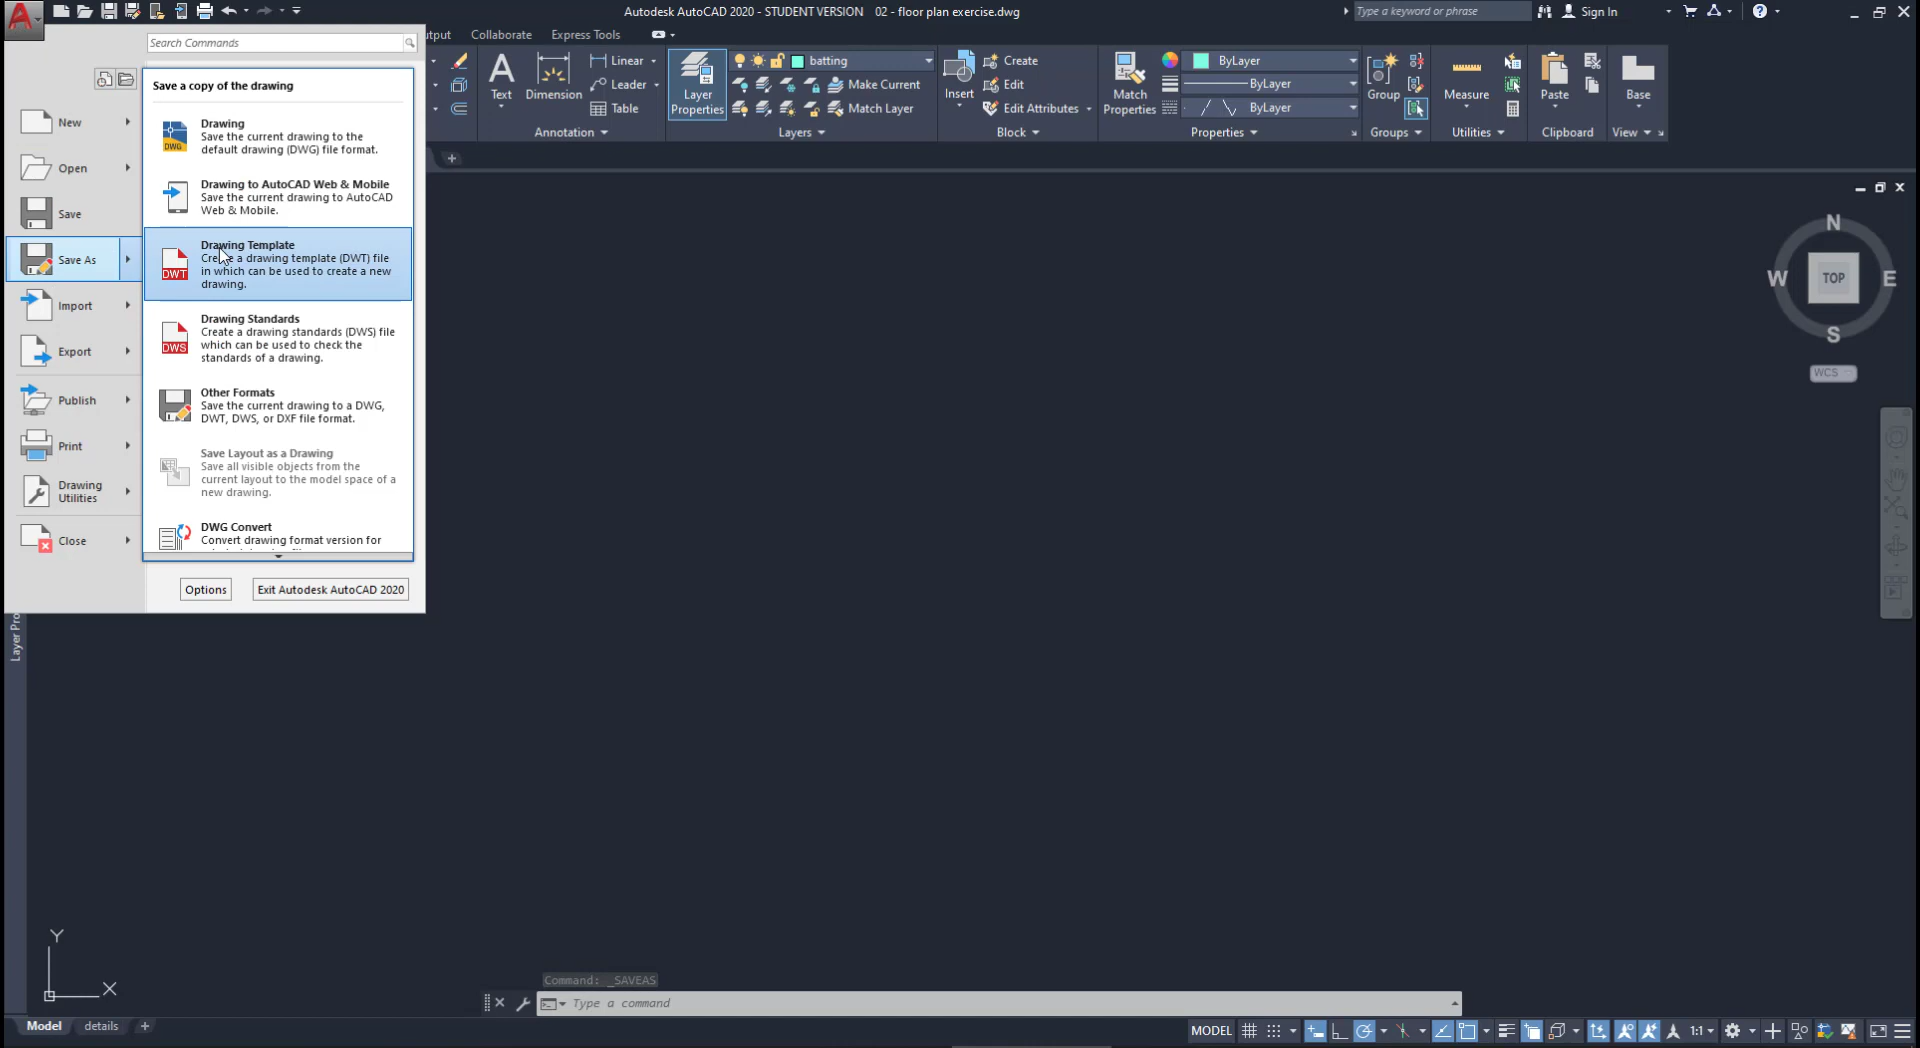 Autodesk AutoCAD 2020 - STUDENT VERSION 02 - floor plan exercise.dwg
Type a keyword or phrase
Sign In
Search Commands
Save a copy of the drawing
New
Open
Save
Save As
Import
Export
Publish
Print
Drawing
Utilities
Close
Drawing
Save the current drawing to the
default drawing (DWG) file format.
DWG
Drawing to AutoCAD Web & Mobile
Save the current drawing to AutoCAD
Web & Mobile.
Drawing Template
Create a drawing template (DWT) file
in which can be used to create a new
drawing.
DWT
Drawing Standards
Create a drawing standards (DWS) file
which can be used to check the
standards of a drawing.
DWS
Other Formats
Save the current drawing to a DWG,
DWT, DWS, or DXF file format.
Save Layout as a Drawing
Save all visible objects from the
current layout to the model space of a
new drawing.
DWG Convert
Convert drawing format version for
Options
Exit Autodesk AutoCAD 2020
utput
Collaborate
Express Tools
Text
Dimension
Linear
Leader
Table
Annotation
Layer
Properties
batting
Make Current
Match Layer
Layers
Insert
Create
Edit
Edit Attributes
Block
Match
Properties
ByLayer
ByLayer
ByLayer
Properties
Group
Groups
Measure
Utilities
Paste
Clipboard
Base
View
N
W
TOP
E
S
WCS
Layer Pro
Y
X
Command: _SAVEAS
Type a command
Model
details
MODEL
1:1